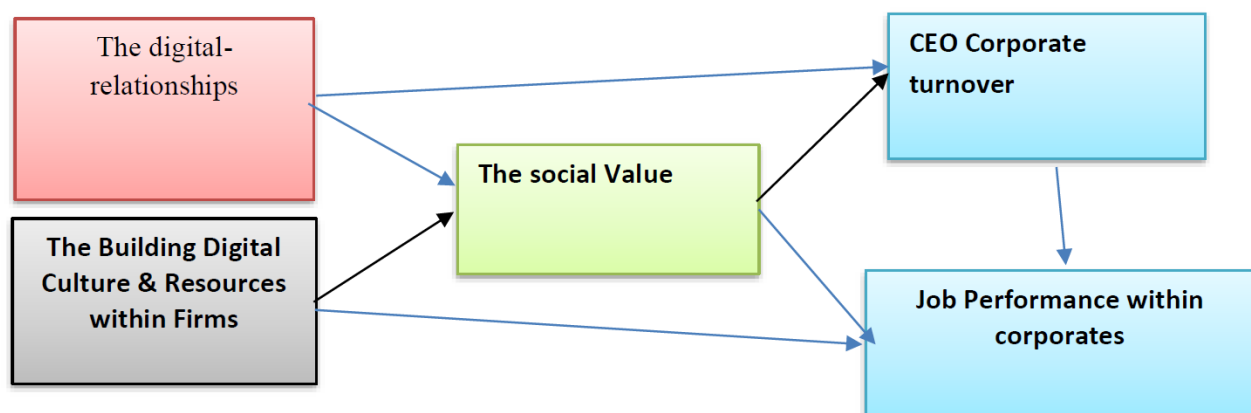 The digital-
relationships
CEO Corporate
turnover
The social Value
The Building Digital
Culture & Resources
within Firms
Job Performance within
corporates